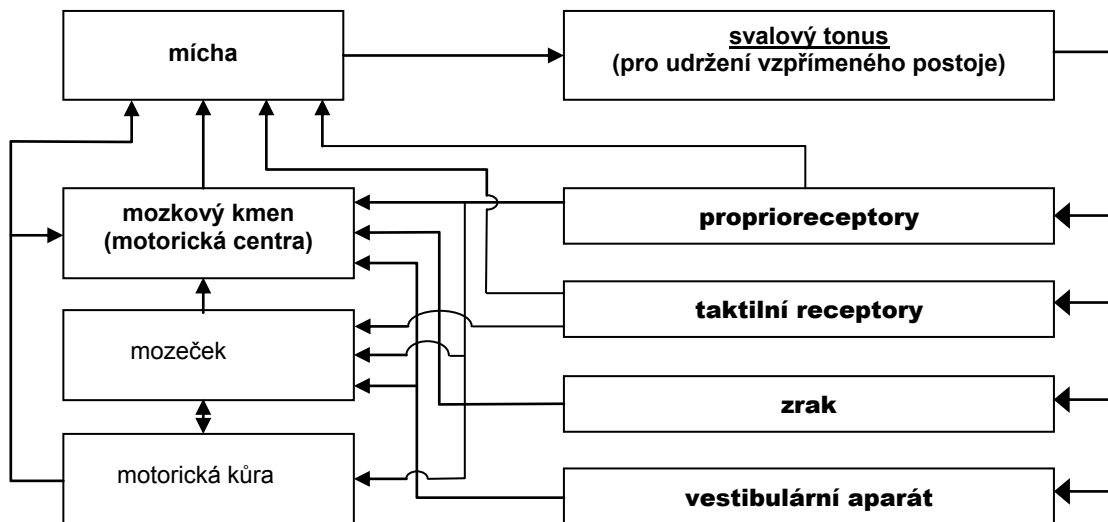 mícha
svalový tonus
(pro udržení vzpřímeného postoje)
mozkový kmen
(motorická centra)
proprioreceptory
taktilní receptory
mozeček
zrak
motorická kůra
vestibulární aparát